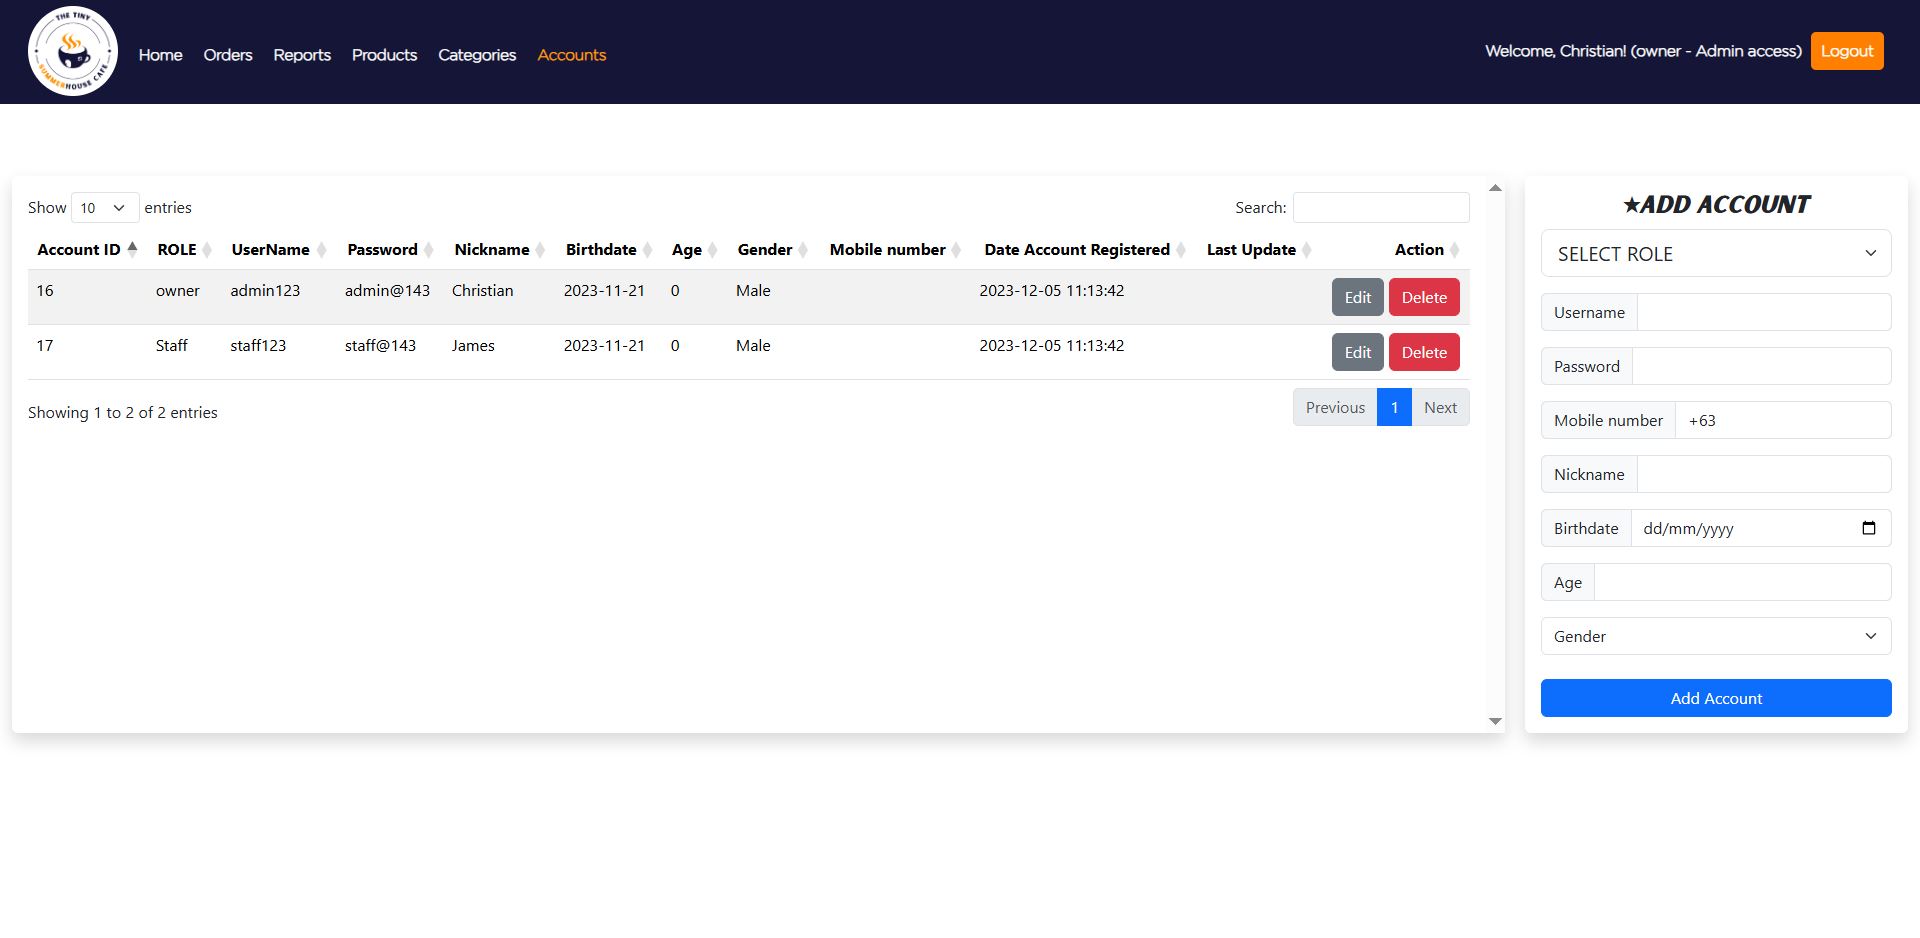 THE TINY
SUMMERHOUSE CAFE
Home Orders Reports Products Categories Accounts
Welcome, Christian! (owner - Admin access) Logout
Show 10 entries
Search:
Account ID ROLE UserName Password Nickname Birthdate Age Gender Mobile number Date Account Registered Last Update Action
16 owner admin123 admin@143 Christian 2023-11-21 0 Male 2023-12-05 11:13:42 Edit Delete
17 Staff staff123 staff@143 James 2023-11-21 0 Male 2023-12-05 11:13:42 Edit Delete
Showing 1 to 2 of 2 entries
Previous 1 Next
★ADD ACCOUNT
SELECT ROLE
Username
Password
Mobile number +63
Nickname
Birthdate dd/mm/yyyy
Age
Gender
Add Account